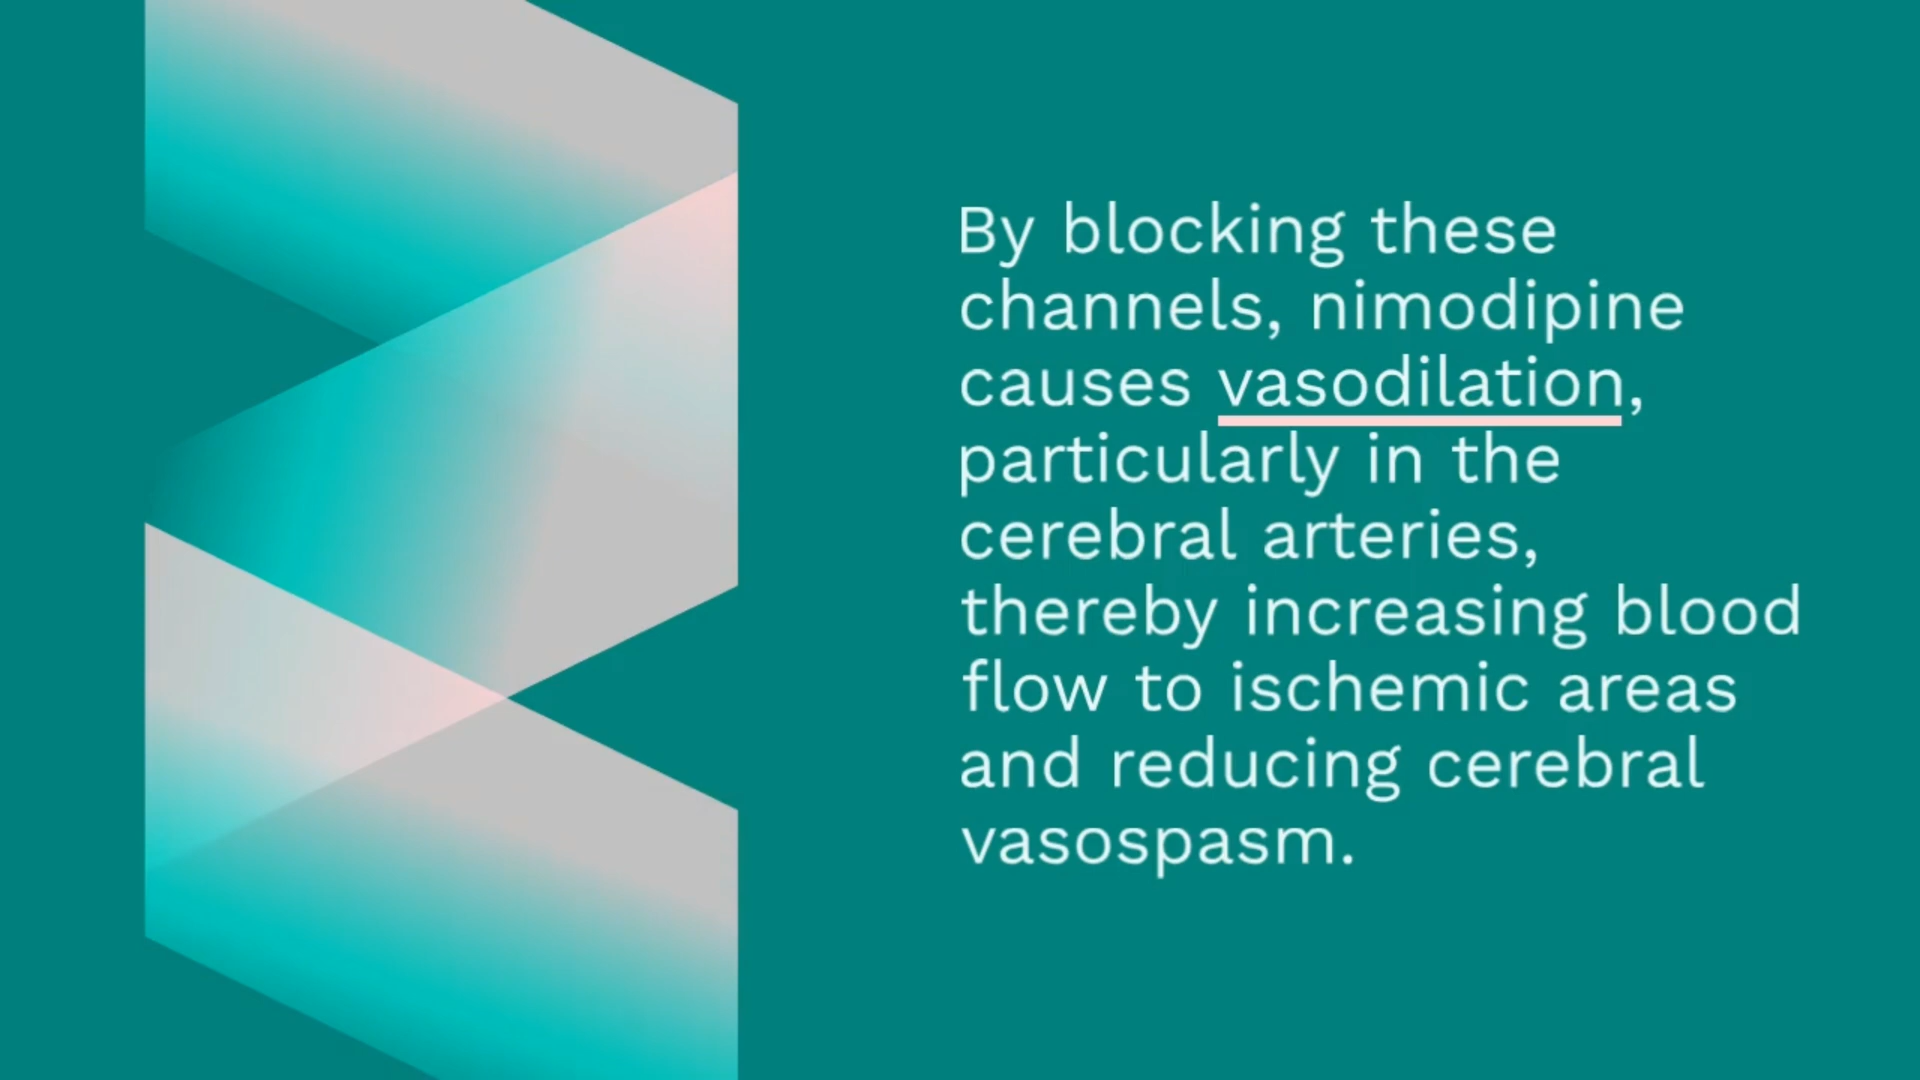 By blocking these
channels, nimodipine
causes vasodilation,
particularly in the
cerebral arteries,
thereby increasing blood
flow to ischemic areas
and reducing cerebral
vasospasm.